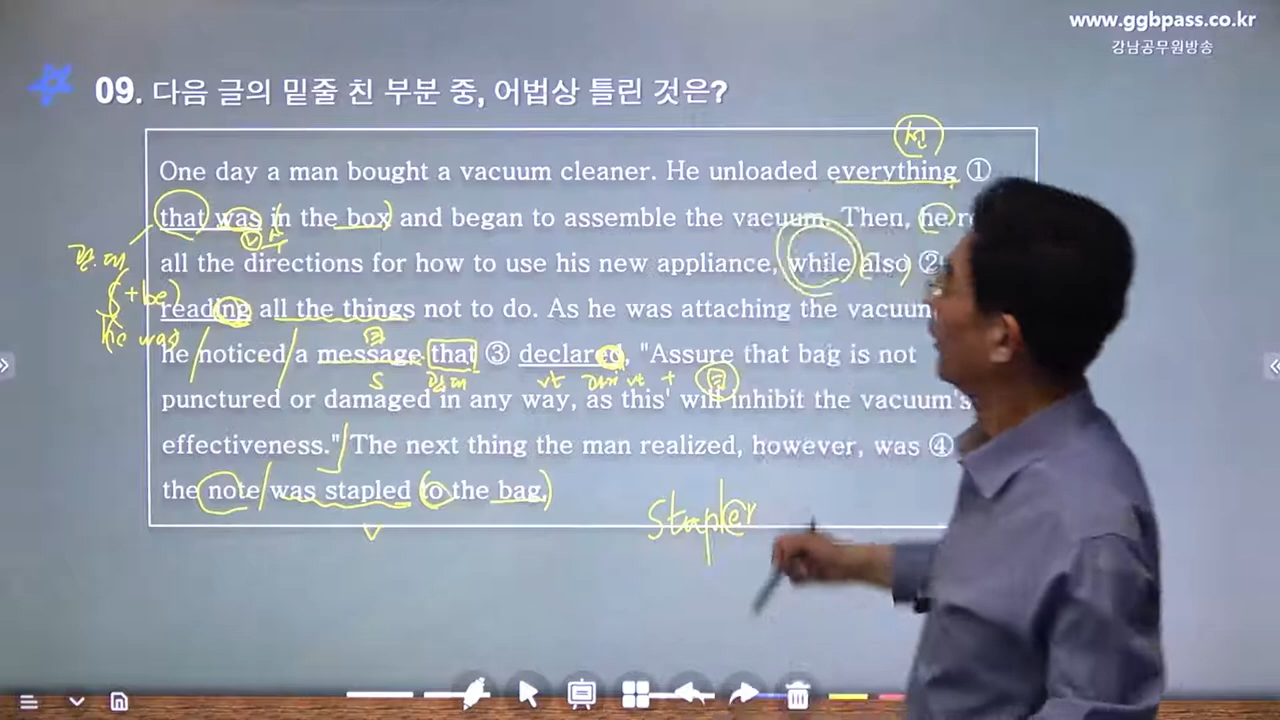 www.ggbpass.co.kr
강남공무원방송
09. 다음 글의 밑줄 친 부분 중, 어법상 틀린 것은?
One day a man bought a vacuum cleaner. He unloaded everything ①
that was in the box and began to assemble the vacuum. Then, he
all the directions for how to use his new appliance, while also ②
reading all the things not to do. As he was attaching the vacuum
he noticed a message that ③ declared, "Assure that bag is not
punctured or damaged in any way, as this' will inhibit the vacuum's
effectiveness." The next thing the man realized, however, was ④
the note was stapled to the bag.
+be)
he was
S
vt
vt
+
V
Stapler